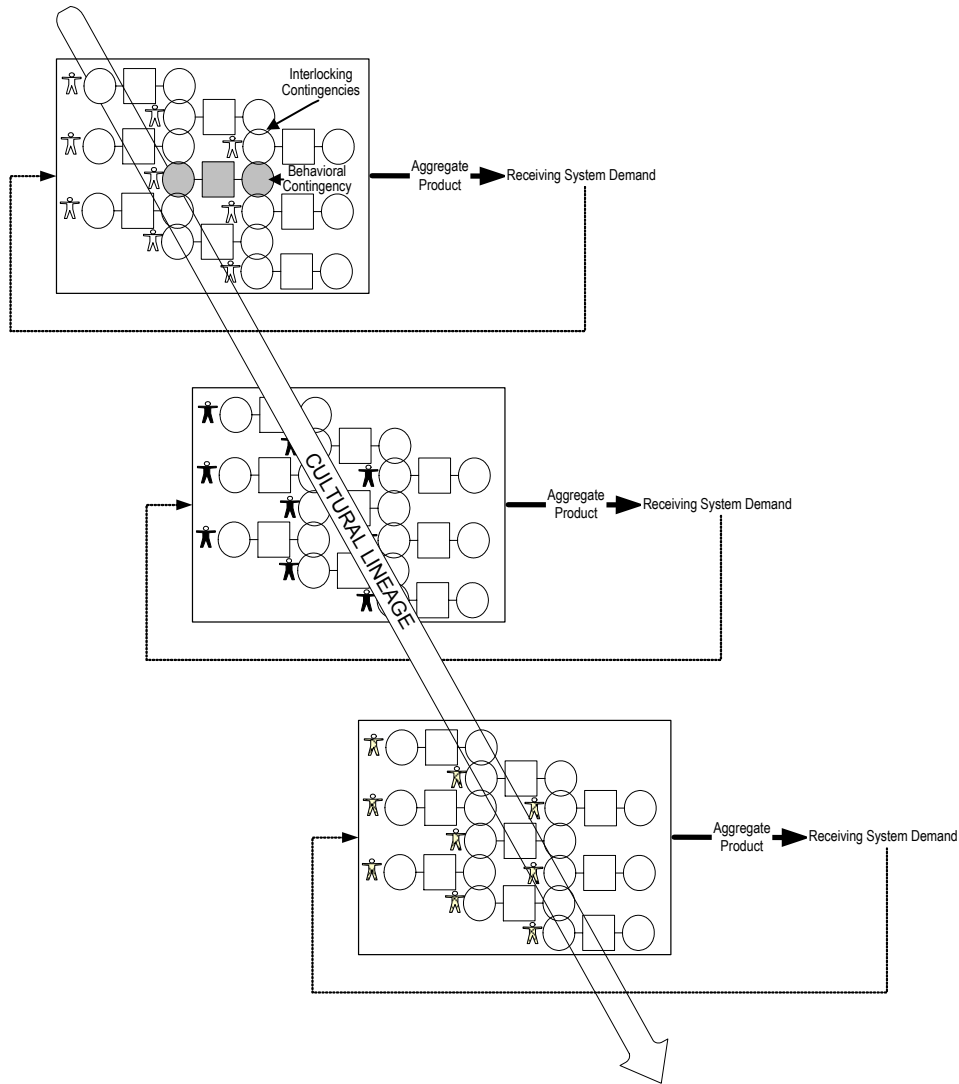 Interlocking
Contingencies
Behavioral
Contingency
Aggregate
Product
Receiving System Demand
CULTURAL LINEAGE
Aggregate
Product
Receiving System Demand
Aggregate
Product
Receiving System Demand